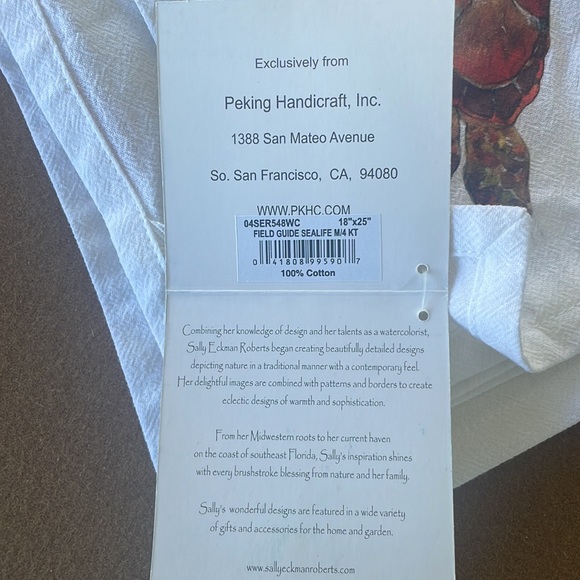 Exclusively from
Peking Handicraft, Inc.
1388 San Mateo Avenue
So. San Francisco, CA, 94080
WWW.PKHC.COM
04SER548WC 18"x25"
FIELD GUIDE SEALIFE M/4 KT
0 41808 99590 7
100% Cotton
Combining her knowledge of design and her talents as a watercolorist,
Sally Eckman Roberts began creating beautifully detailed designs
depicting nature in a traditional manner with a contemporary feel.
Her delightful images are combined with patterns and borders to create
eclectic designs of warmth and sophistication.
From her Midwestern roots to her current haven
on the coast of southeast Florida, Sally's inspiration shines
with every brushstroke blessing from nature and her family.
Sally's wonderful designs are featured in a wide variety
of gifts and accessories for the home and garden.
www.sallyeckmanroberts.com